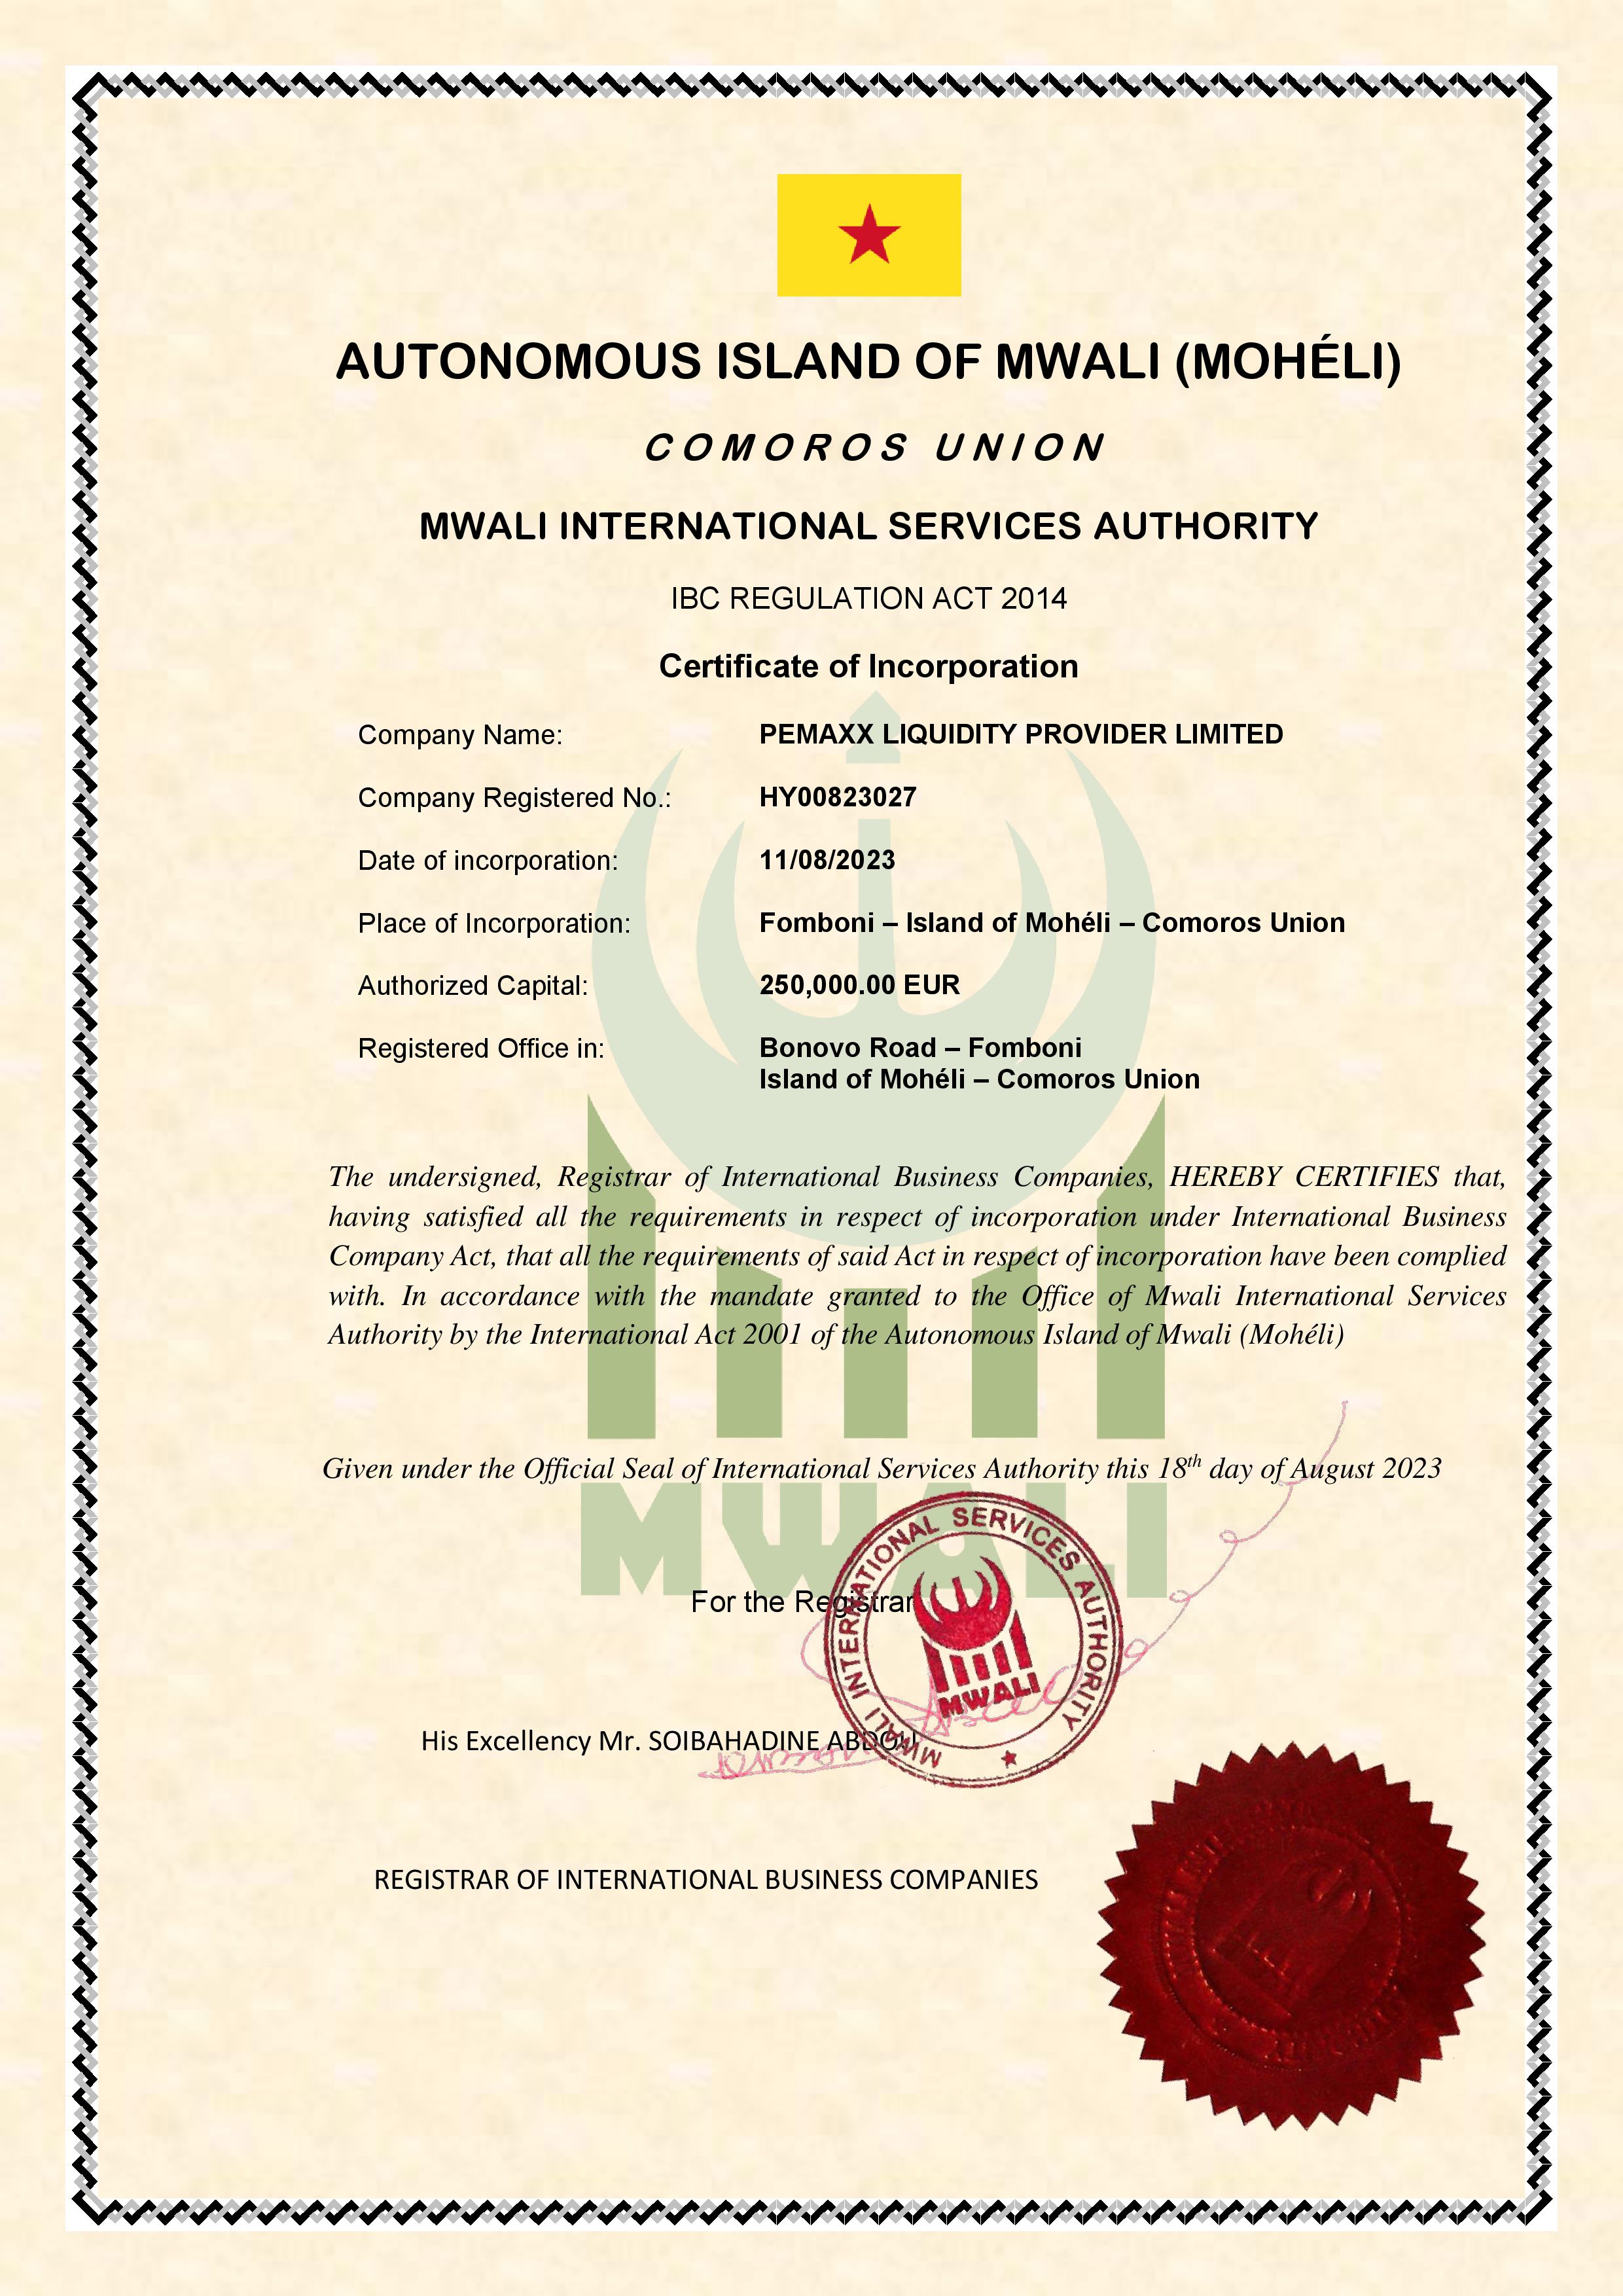 AUTONOMOUS ISLAND OF MWALI (MOHÉLI)
COMOROS UNION
MWALI INTERNATIONAL SERVICES AUTHORITY
IBC REGULATION ACT 2014
Certificate of Incorporation
Company Name: PEMAXX LIQUIDITY PROVIDER LIMITED
Company Registered No.: HY00823027
Date of incorporation: 11/08/2023
Place of Incorporation: Fomboni – Island of Mohéli – Comoros Union
Authorized Capital: 250,000.00 EUR
Registered Office in: Bonovo Road – Fomboni
Island of Mohéli – Comoros Union
The undersigned, Registrar of International Business Companies, HEREBY CERTIFIES that,
having satisfied all the requirements in respect of incorporation under International Business
Company Act, that all the requirements of said Act in respect of incorporation have been complied
with. In accordance with the mandate granted to the Office of Mwali International Services
Authority by the International Act 2001 of the Autonomous Island of Mwali (Mohéli)
Given under the Official Seal of International Services Authority this 18th day of August 2023
MWALI
For the Registrar
MWALI INTERNATIONAL SERVICES AUTHORITY
MWALI
His Excellency Mr. SOIBAHADINE ABDOU
REGISTRAR OF INTERNATIONAL BUSINESS COMPANIES